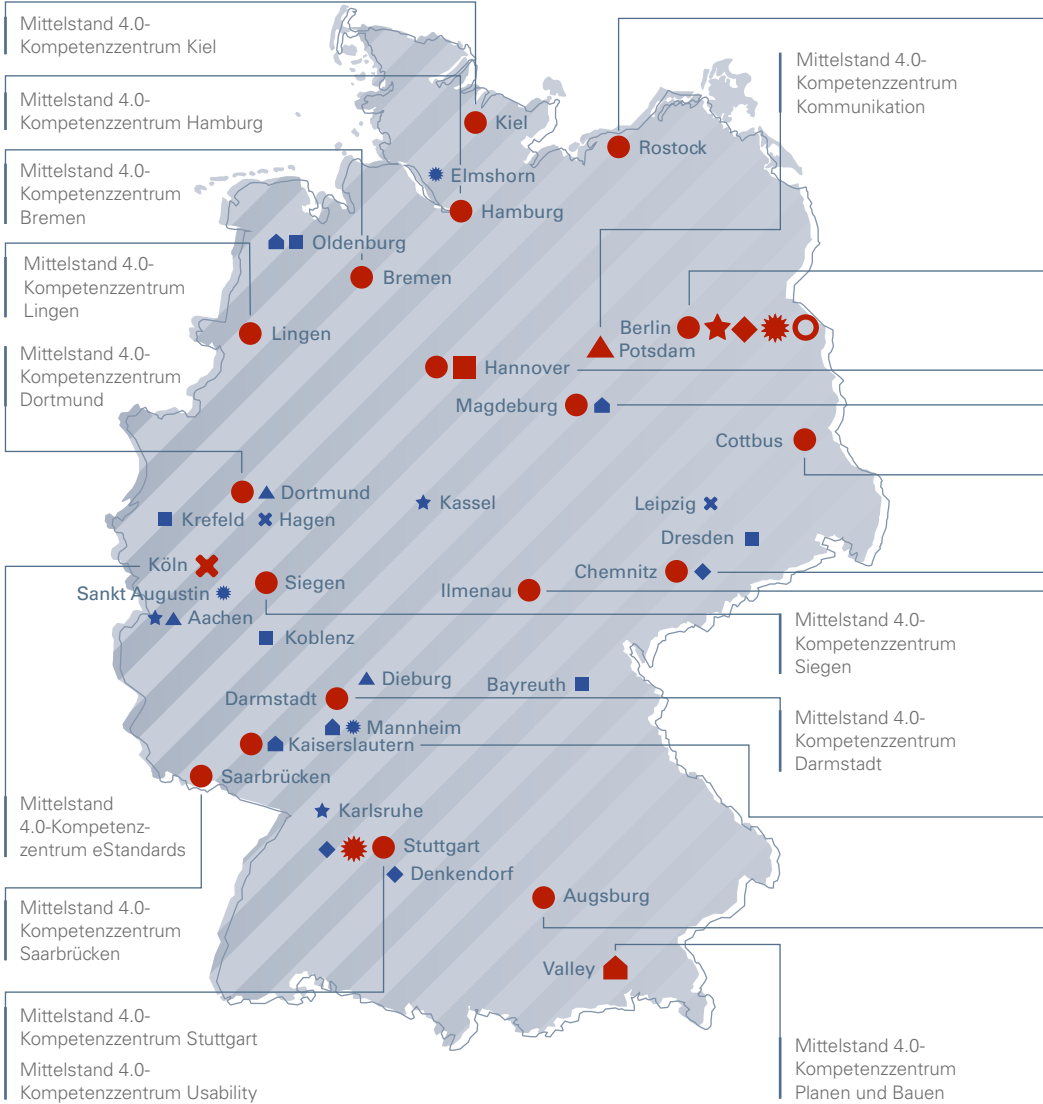 Mittelstand 4.0-
Kompetenzzentrum Kiel
Mittelstand 4.0-
Kompetenzzentrum Hamburg
Mittelstand 4.0-
Kompetenzzentrum
Bremen
Mittelstand 4.0-
Kompetenzzentrum
Lingen
Mittelstand 4.0-
Kompetenzzentrum
Dortmund
Mittelstand
4.0-Kompetenz-
zentrum eStandards
Mittelstand 4.0-
Kompetenzzentrum
Saarbrücken
Mittelstand 4.0-
Kompetenzzentrum Stuttgart
Mittelstand 4.0-
Kompetenzzentrum Usability
Kiel
Rostock
Elmshorn
Hamburg
Oldenburg
Bremen
Lingen
Berlin
Potsdam
Hannover
Magdeburg
Cottbus
Dortmund
Kassel
Leipzig
Krefeld
Hagen
Dresden
Köln
Siegen
Chemnitz
Sankt Augustin
Ilmenau
Aachen
Koblenz
Dieburg
Bayreuth
Darmstadt
Mannheim
Kaiserslautern
Saarbrücken
Karlsruhe
Stuttgart
Denkendorf
Augsburg
Valley
Mittelstand 4.0-
Kompetenzzentrum
Kommunikation
Mittelstand 4.0-
Kompetenzzentrum
Siegen
Mittelstand 4.0-
Kompetenzzentrum
Darmstadt
Mittelstand 4.0-
Kompetenzzentrum
Planen und Bauen